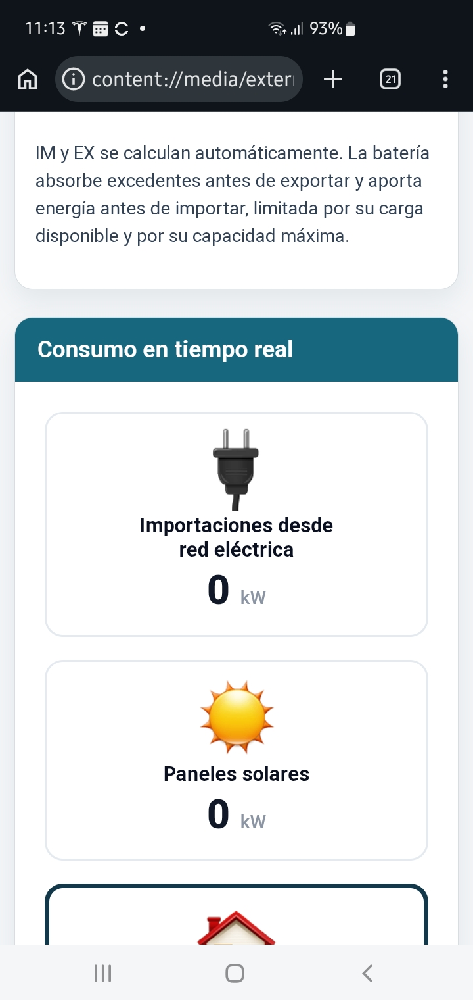 11:13
93%
content://media/exter
21
IM y EX se calculan automáticamente. La batería
absorbe excedentes antes de exportar y aporta
energía antes de importar, limitada por su carga
disponible y por su capacidad máxima.
Consumo en tiempo real
Importaciones desde
red eléctrica
0 kW
Paneles solares
0 kW